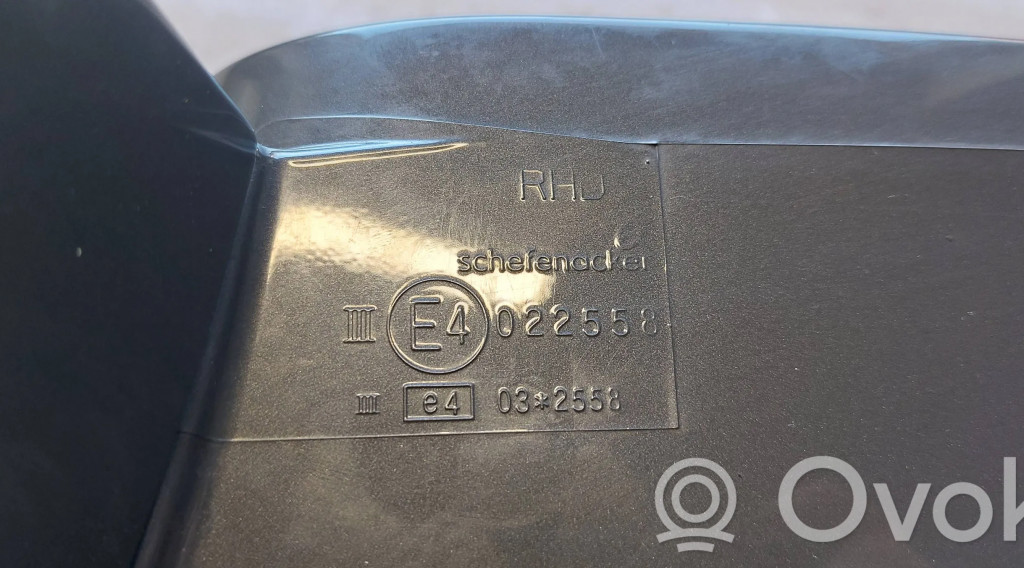 RHD
schefenacker
III E4 022558
III e4 03*2558
Ovok